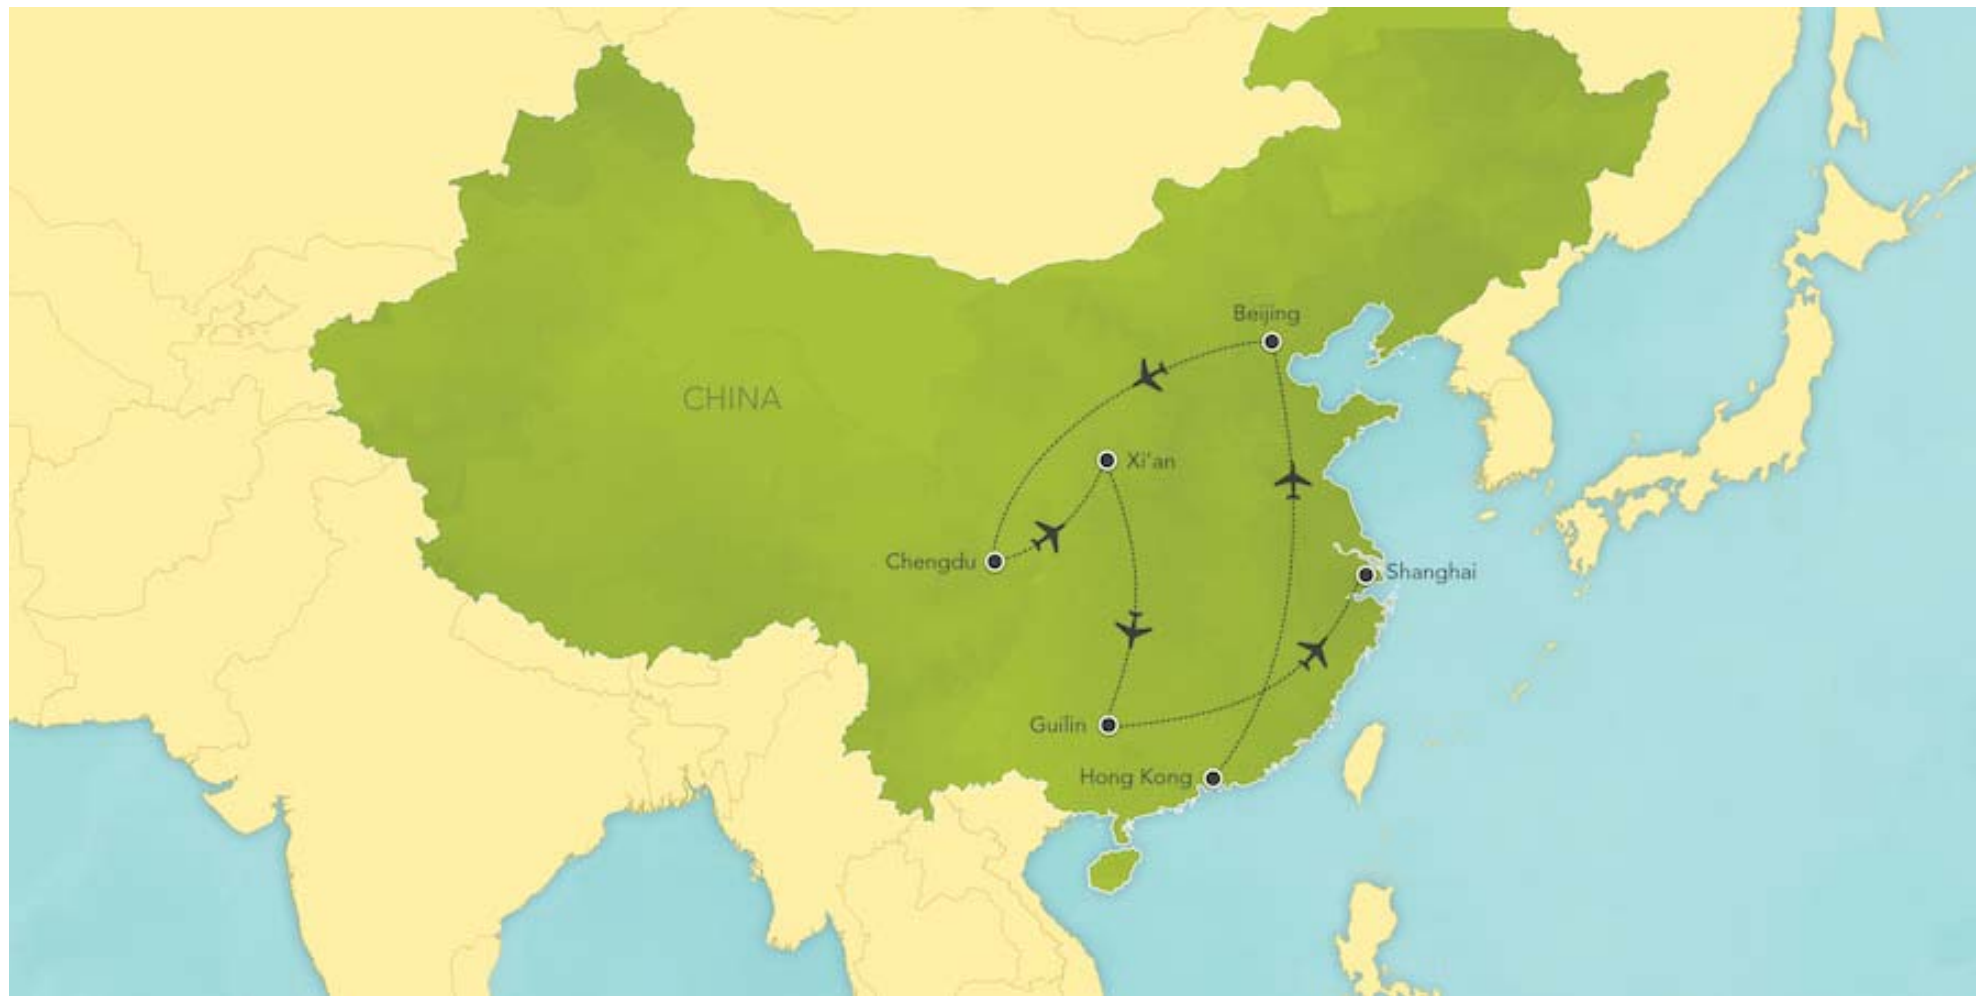 Beijing
CHINA
Xi'an
Chengdu
Shanghai
Guilin
Hong Kong